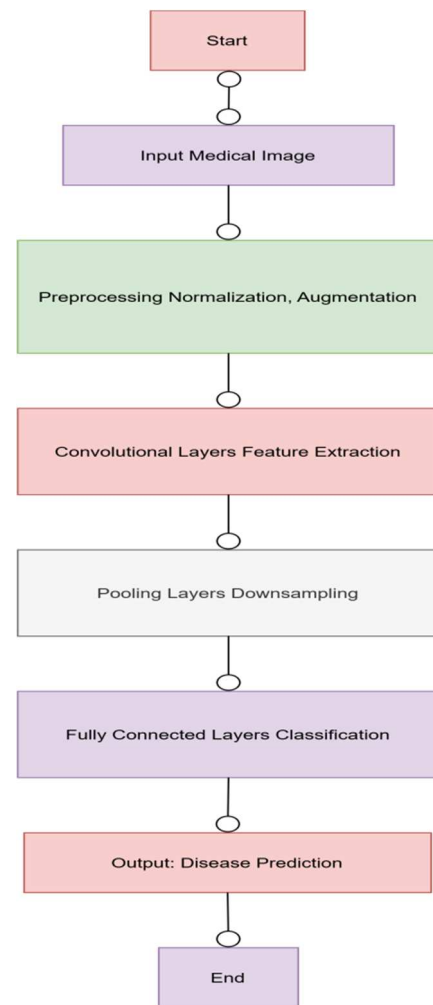 Start
Input Medical Image
Preprocessing Normalization, Augmentation
Convolutional Layers Feature Extraction
Pooling Layers Downsampling
Fully Connected Layers Classification
Output: Disease Prediction
End